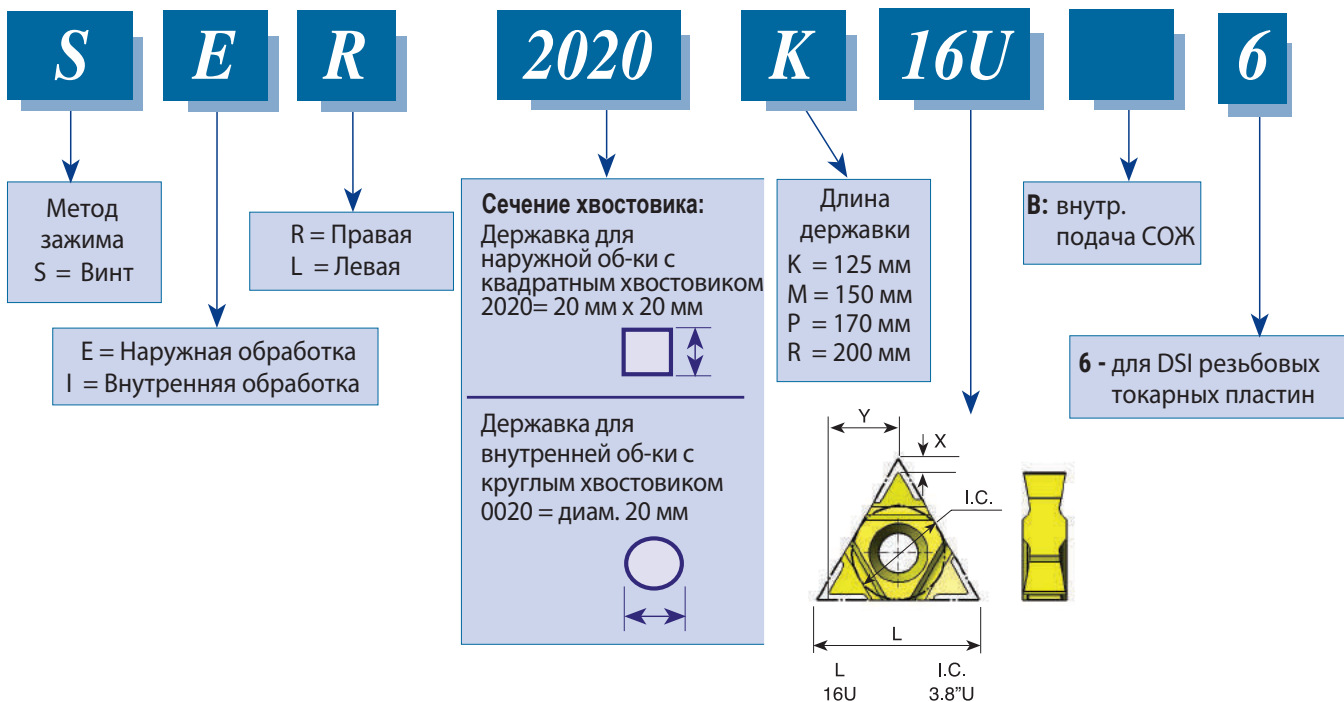 S E R 2020 K 16U 6
Метод
зажима
S = Винт
R = Правая
L = Левая
E = Наружная обработка
I = Внутренняя обработка
Сечение хвостовика:
Державка для
наружной об-ки с
квадратным хвостовиком
2020= 20 мм x 20 мм
Державка для
внутренней об-ки с
круглым хвостовиком
0020 = диам. 20 мм
Длина
державки
K = 125 мм
M = 150 мм
P = 170 мм
R = 200 мм
B: внутр.
подача СОЖ
6 - для DSI резьбовых
токарных пластин
Y
X
I.C.
L
L I.C.
16U 3.8”U